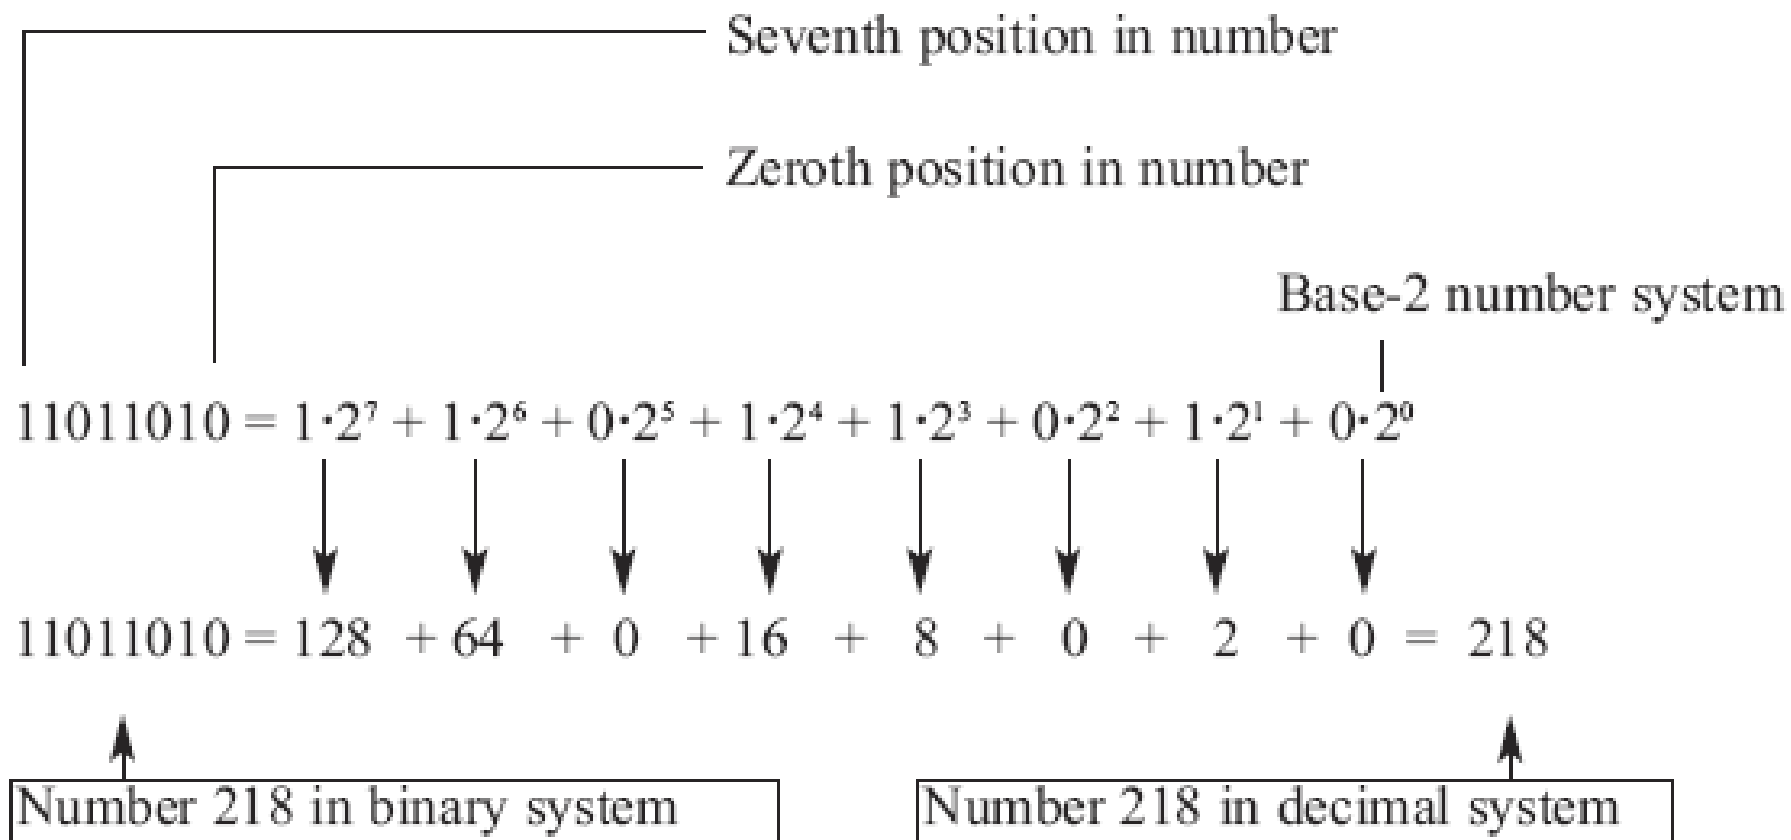 Seventh position in number
Zeroth position in number
Base-2 number system
11011010 = 1·2⁷ + 1·2⁶ + 0·2⁵ + 1·2⁴ + 1·2³ + 0·2² + 1·2¹ + 0·2⁰
11011010 = 128 + 64 + 0 + 16 + 8 + 0 + 2 + 0 = 218
Number 218 in binary system
Number 218 in decimal system